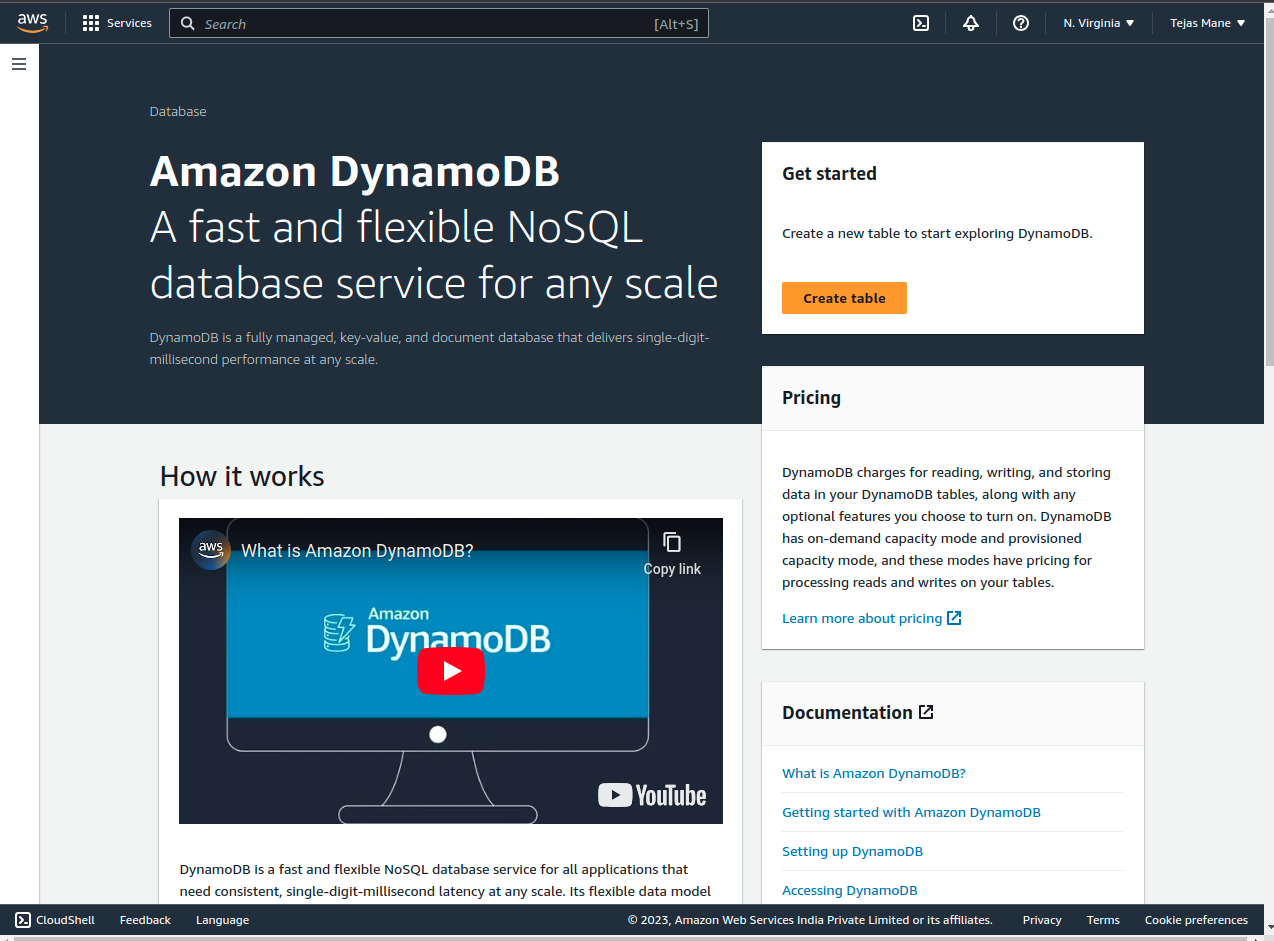 aws
Services
Search
[Alt+S]
N. Virginia
Tejas Mane
Database
Amazon DynamoDB
A fast and flexible NoSQL
database service for any scale
DynamoDB is a fully managed, key-value, and document database that delivers single-digit-
millisecond performance at any scale.
Get started
Create a new table to start exploring DynamoDB.
Create table
Pricing
DynamoDB charges for reading, writing, and storing
data in your DynamoDB tables, along with any
optional features you choose to turn on. DynamoDB
has on-demand capacity mode and provisioned
capacity mode, and these modes have pricing for
processing reads and writes on your tables.
Learn more about pricing
How it works
aws
What is Amazon DynamoDB?
Copy link
Amazon
DynamoDB
YouTube
DynamoDB is a fast and flexible NoSQL database service for all applications that
need consistent, single-digit-millisecond latency at any scale. Its flexible data model
Documentation
What is Amazon DynamoDB?
Getting started with Amazon DynamoDB
Setting up DynamoDB
Accessing DynamoDB
CloudShell
Feedback
Language
© 2023, Amazon Web Services India Private Limited or its affiliates.
Privacy
Terms
Cookie preferences